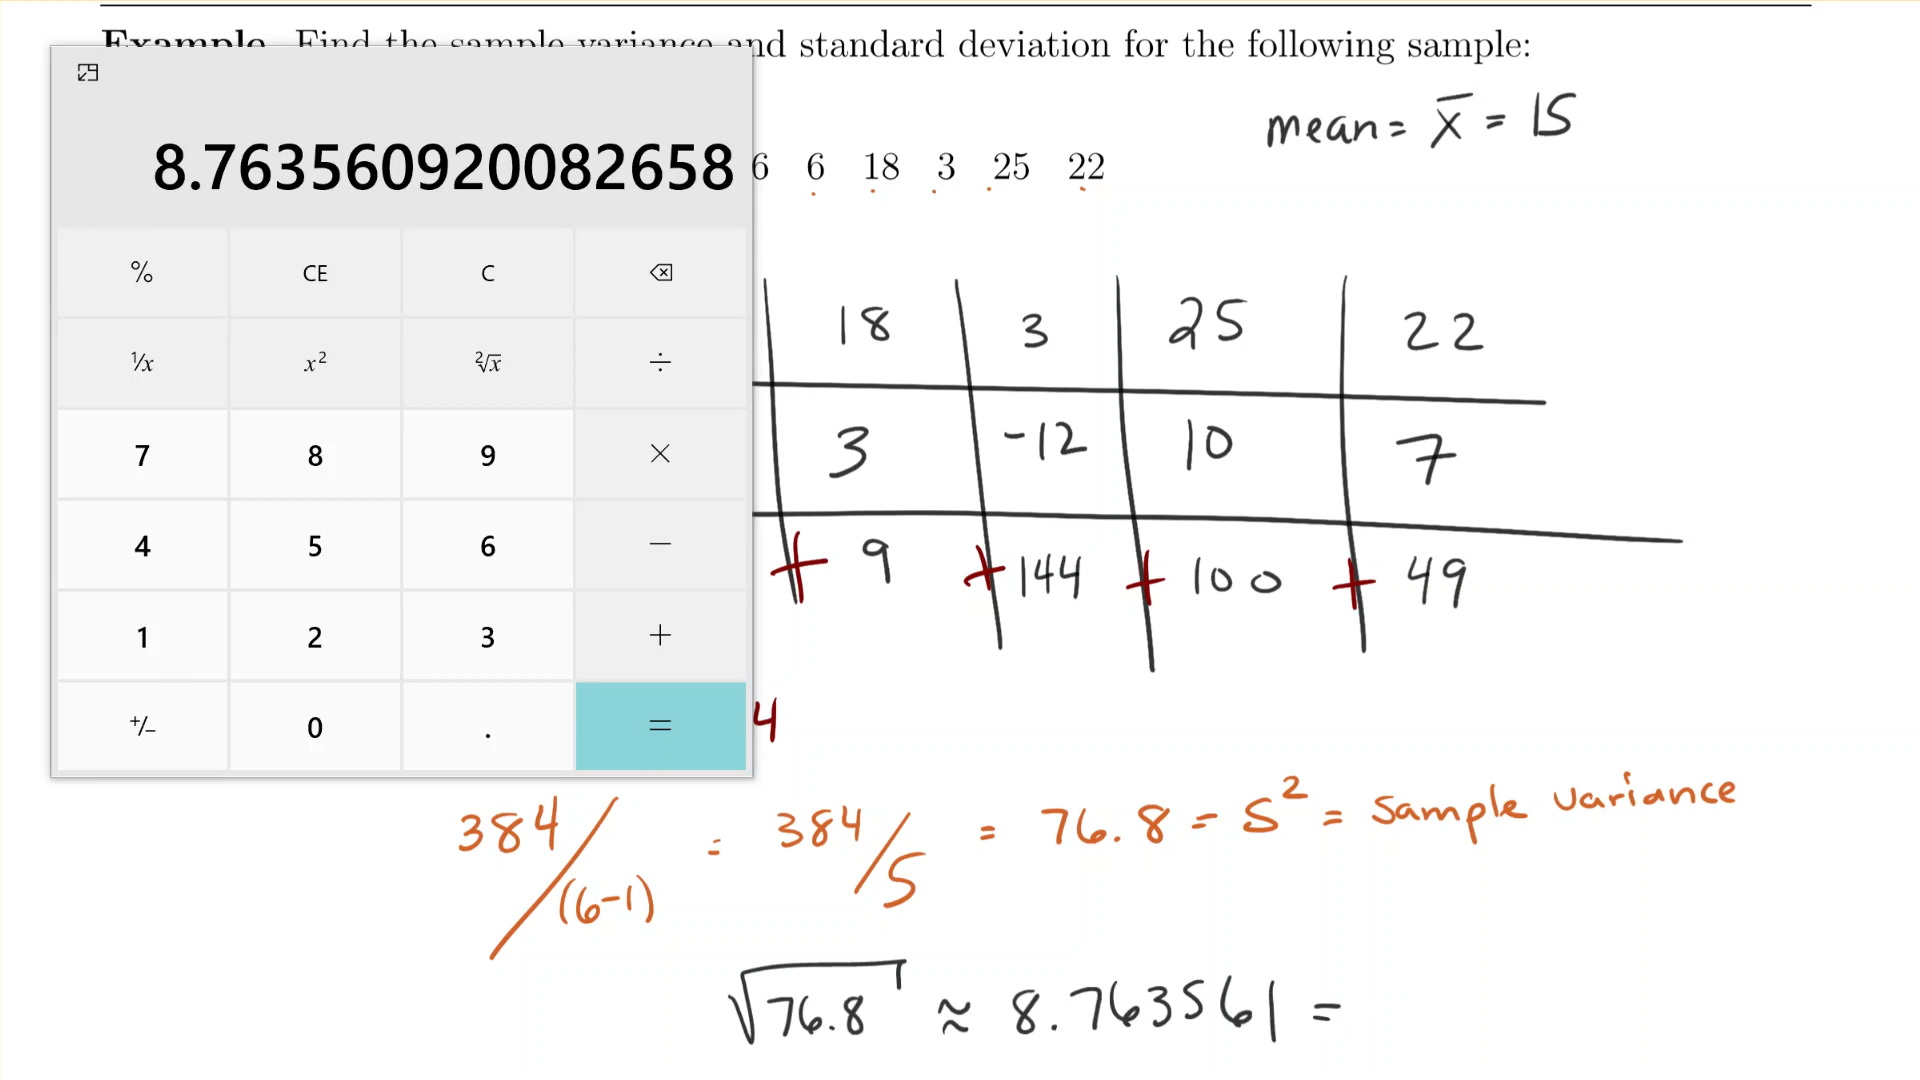 Example Find the sample variance and standard deviation for the following sample:
mean = x̄ = 15
8.763560920082658
6 6 18 3 25 22
% CE C
¹/x x² ²√x ÷
7 8 9 ×
4 5 6 −
1 2 3 +
+/− 0 . =
18 3 25 22
3 -12 10 7
+ 9 + 144 + 100 + 49
4
384/(6-1) = 384/5 = 76.8 = S² = Sample variance
√76.8 ≈ 8.763561 =